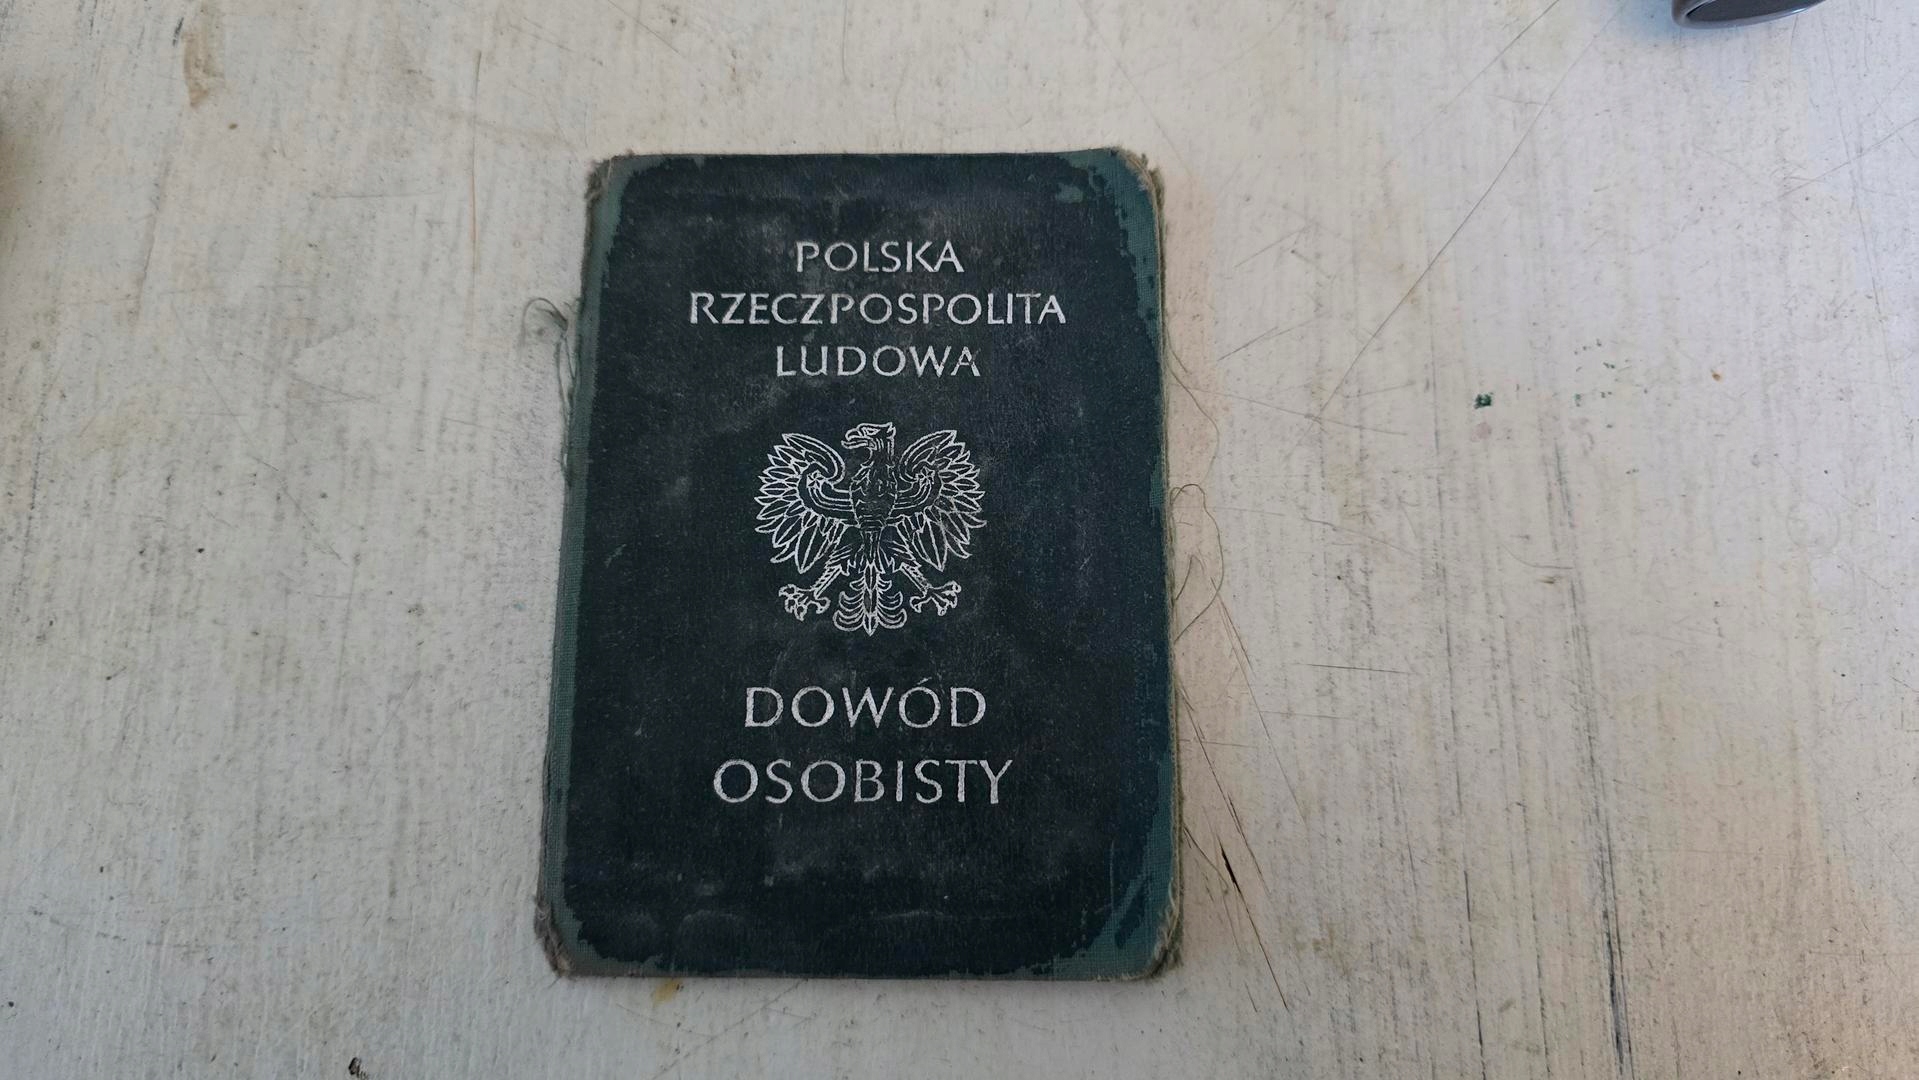 POLSKA
RZECZPOSPOLITA
LUDOWA
DOWÓD
OSOBISTY